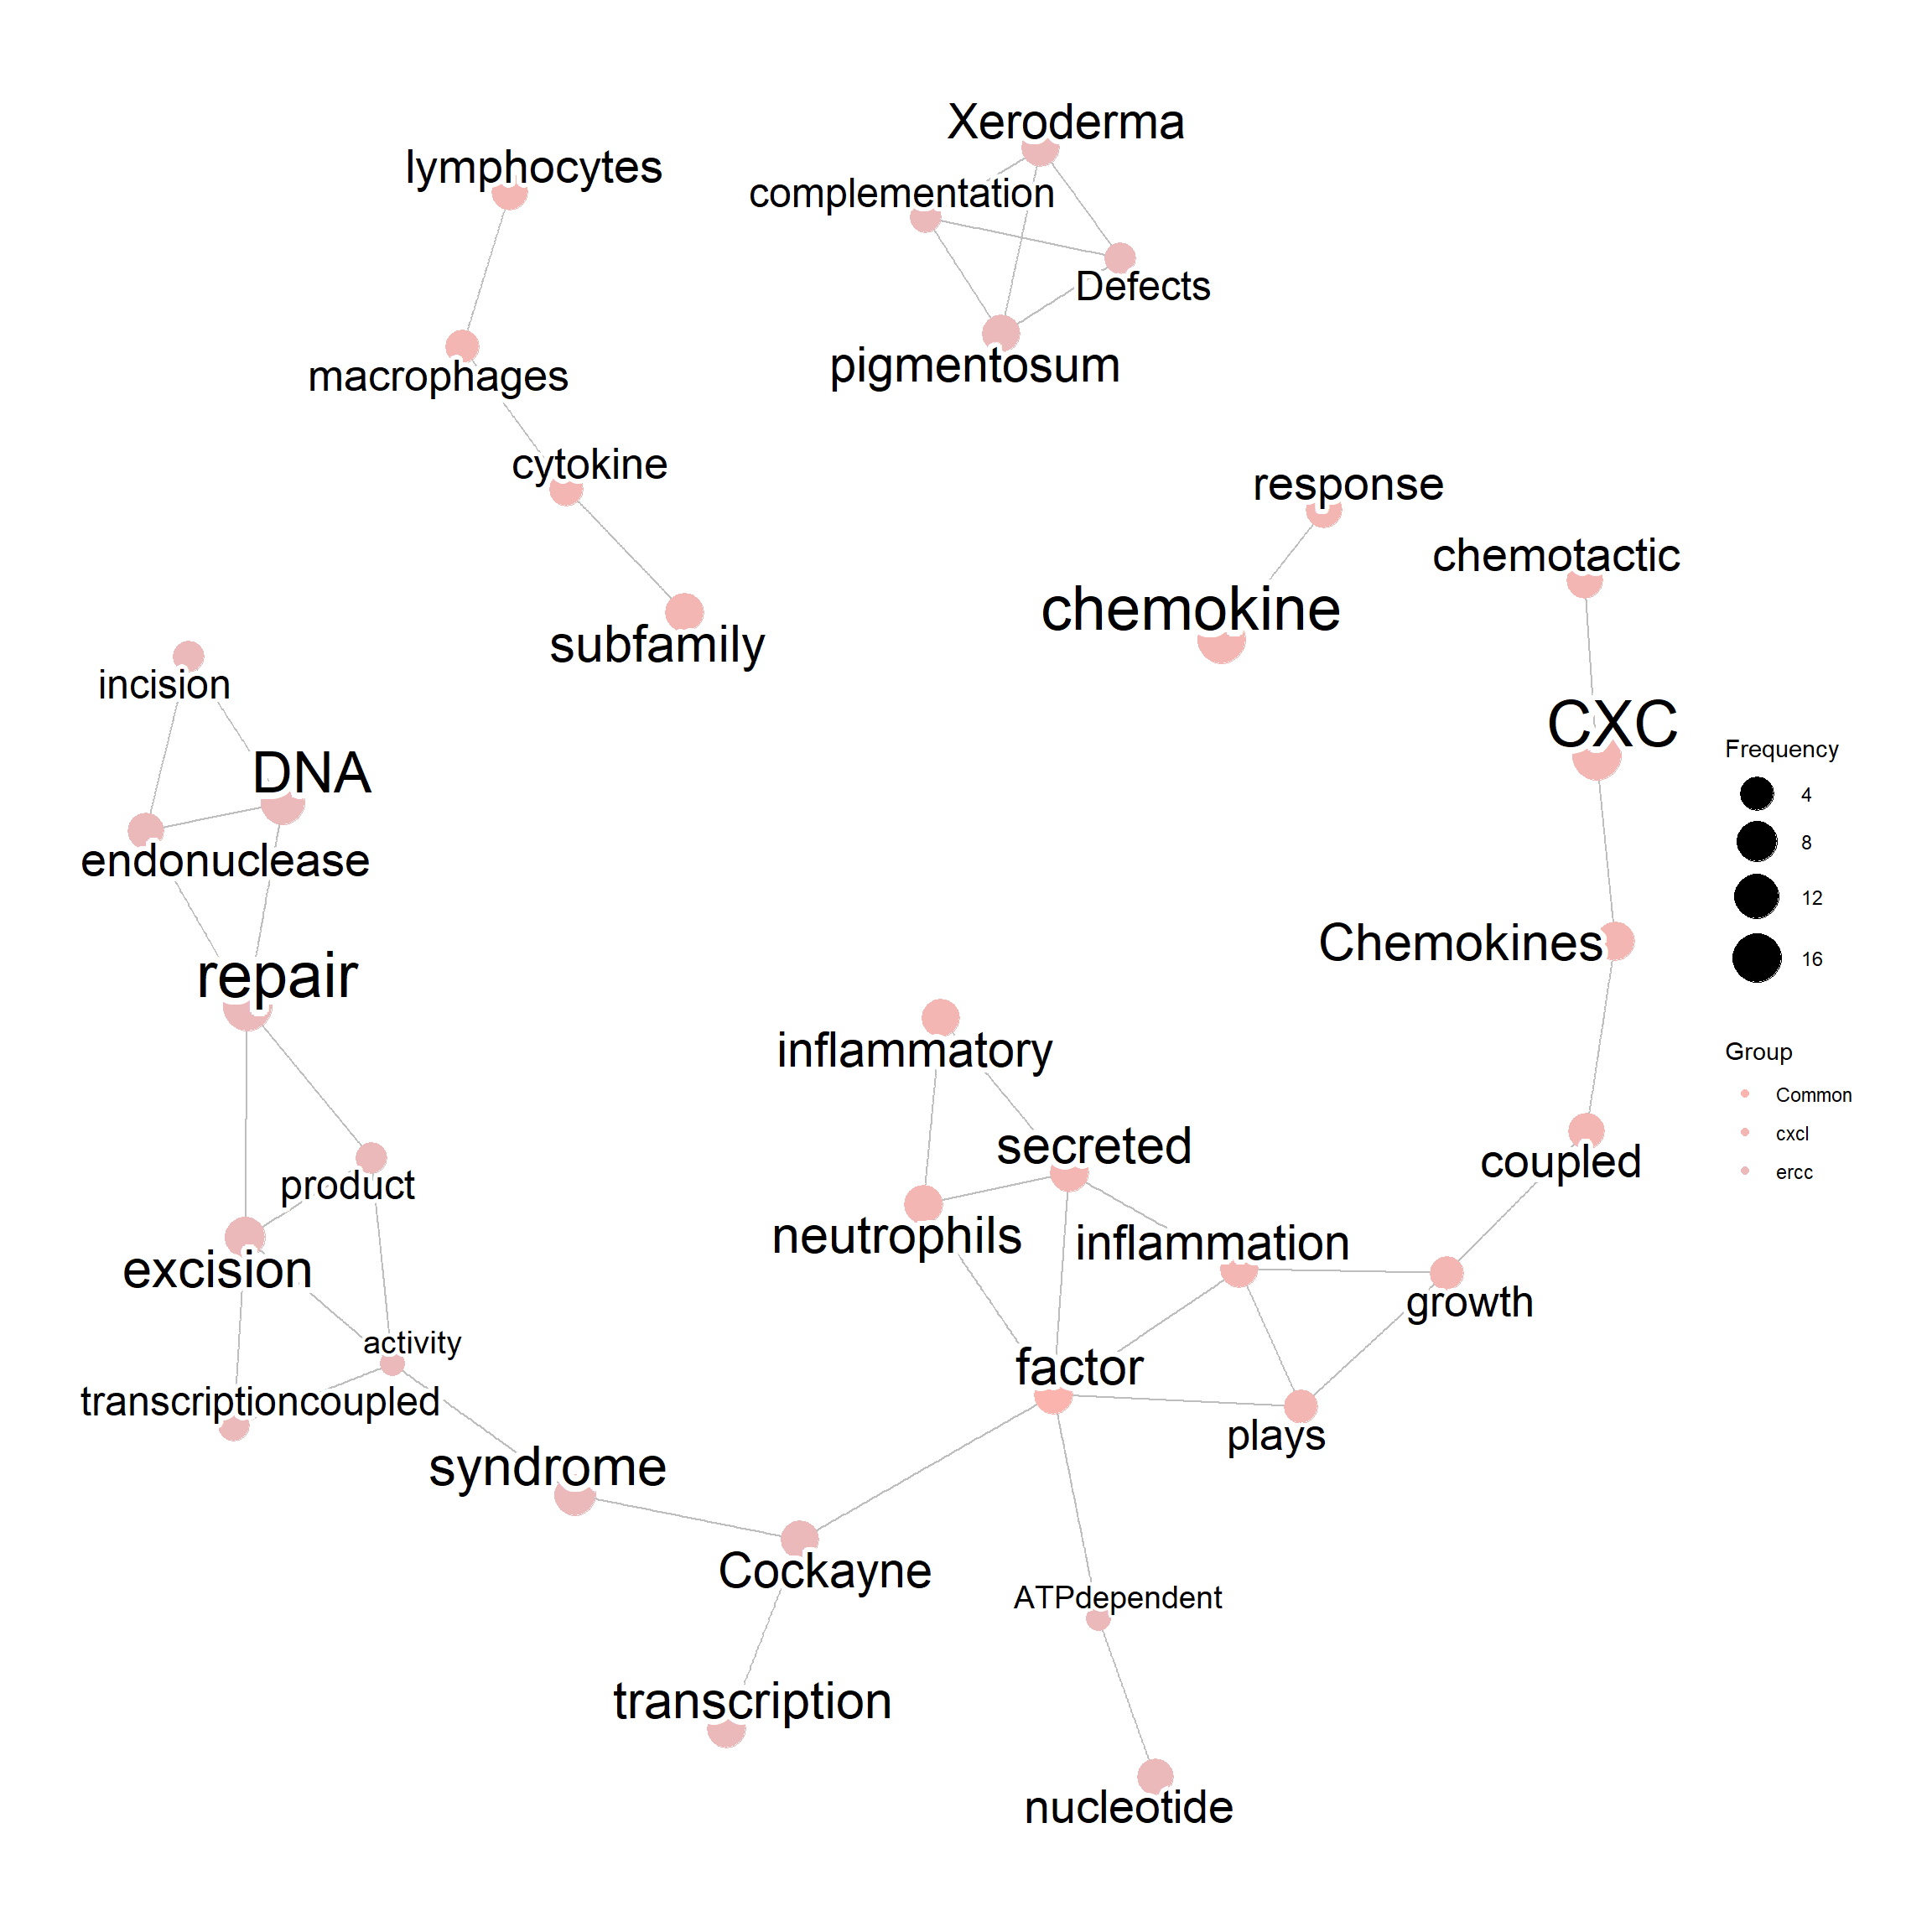 Xeroderma
lymphocytes
complementation
Defects
pigmentosum
macrophages
cytokine
response
chemotactic
chemokine
subfamily
incision
CXC
Frequency
DNA
4
8
endonuclease
12
Chemokines
16
repair
inflammatory
Group
Common
cxcl
secreted
coupled
ercc
product
neutrophils
inflammation
excision
growth
activity
factor
transcriptioncoupled
plays
syndrome
Cockayne
ATPdependent
transcription
nucleotide